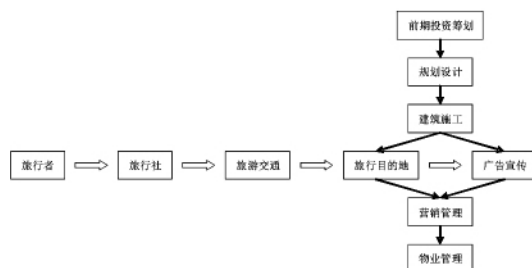 前期投资筹划
规划设计
建筑施工
旅行者
旅行社
旅游交通
旅行目的地
广告宣传
营销管理
物业管理